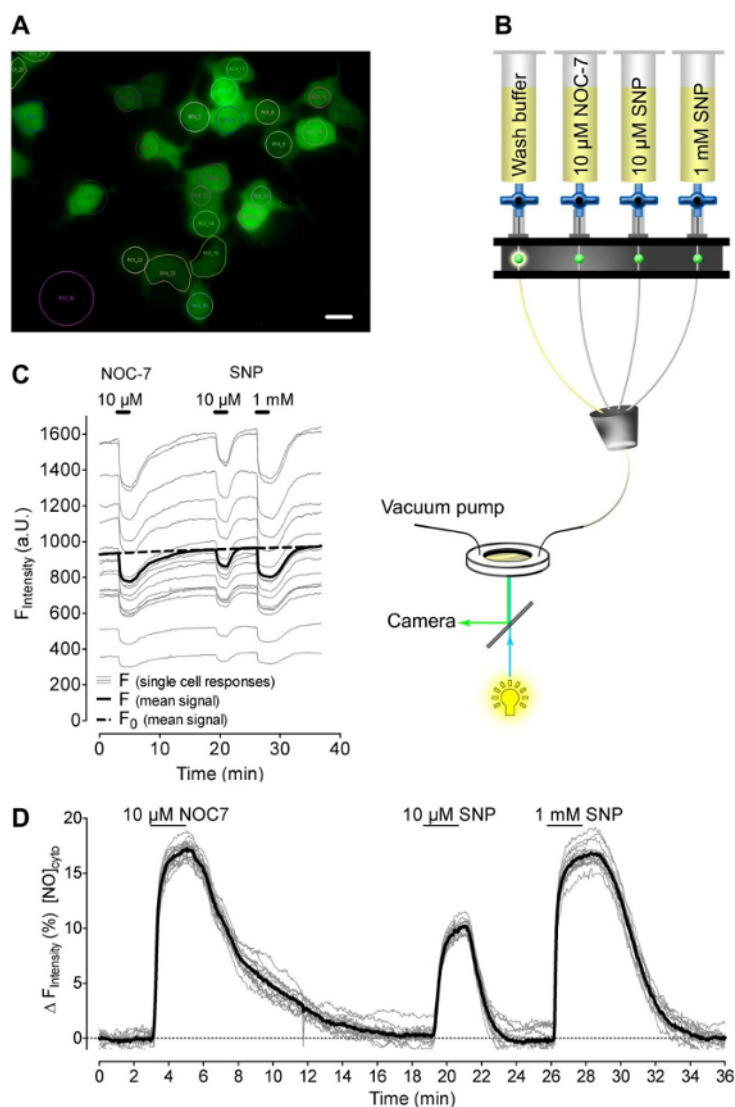 A
B
Wash buffer
10 µM NOC-7
10 µM SNP
1 mM SNP
Vacuum pump
Camera
C
NOC-7 SNP
10 µM 10 µM 1 mM
F Intensity (a.U.)
1600
1400
1200
1000
800
600
400
200
0
F (single cell responses)
F (mean signal)
F0 (mean signal)
0 10 20 30 40
Time (min)
D
10 µM NOC7 10 µM SNP 1 mM SNP
Δ F Intensity (%) [NO]cyto
20
15
10
5
0
0 2 4 6 8 10 12 14 16 18 20 22 24 26 28 30 32 34 36
Time (min)